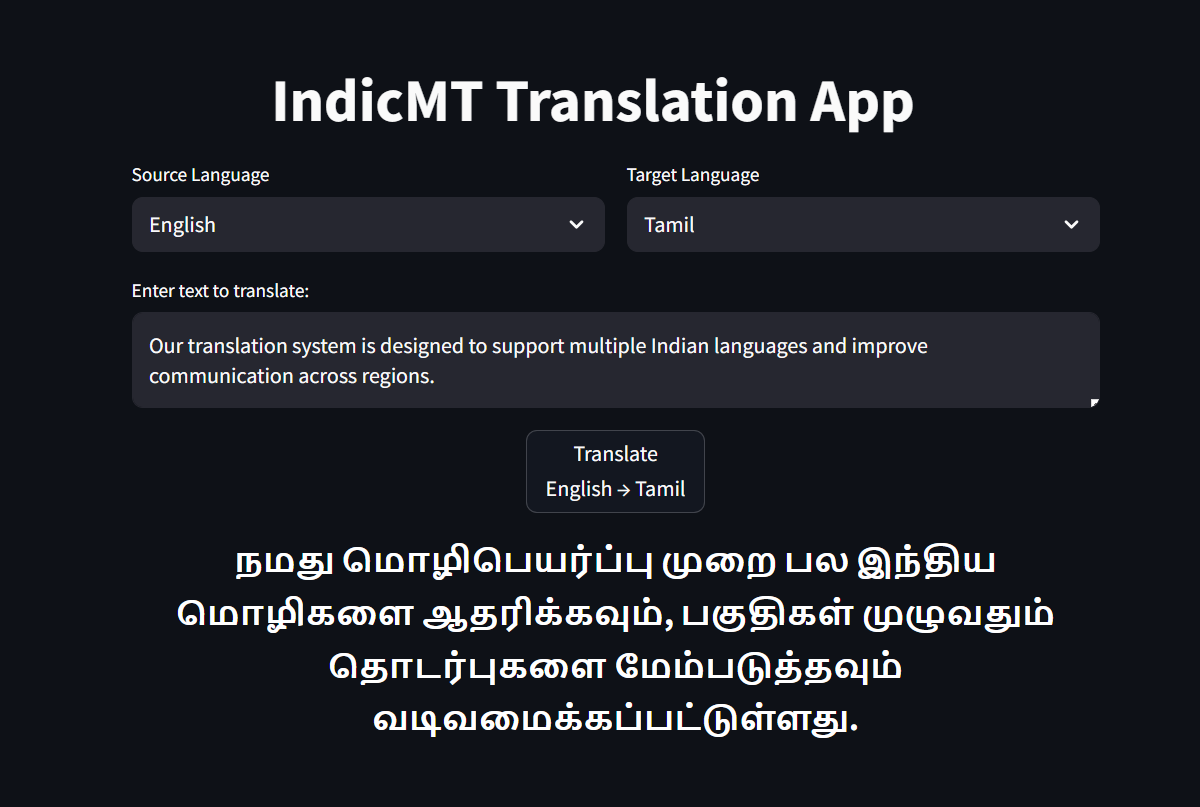 IndicMT Translation App
Source Language
Target Language
English
Tamil
Enter text to translate:
Our translation system is designed to support multiple Indian languages and improve
communication across regions.
Translate
English → Tamil
நமது மொழிபெயர்ப்பு முறை பல இந்திய
மொழிகளை ஆதரிக்கவும், பகுதிகள் முழுவதும்
தொடர்புகளை மேம்படுத்தவும்
வடிவமைக்கப்பட்டுள்ளது.